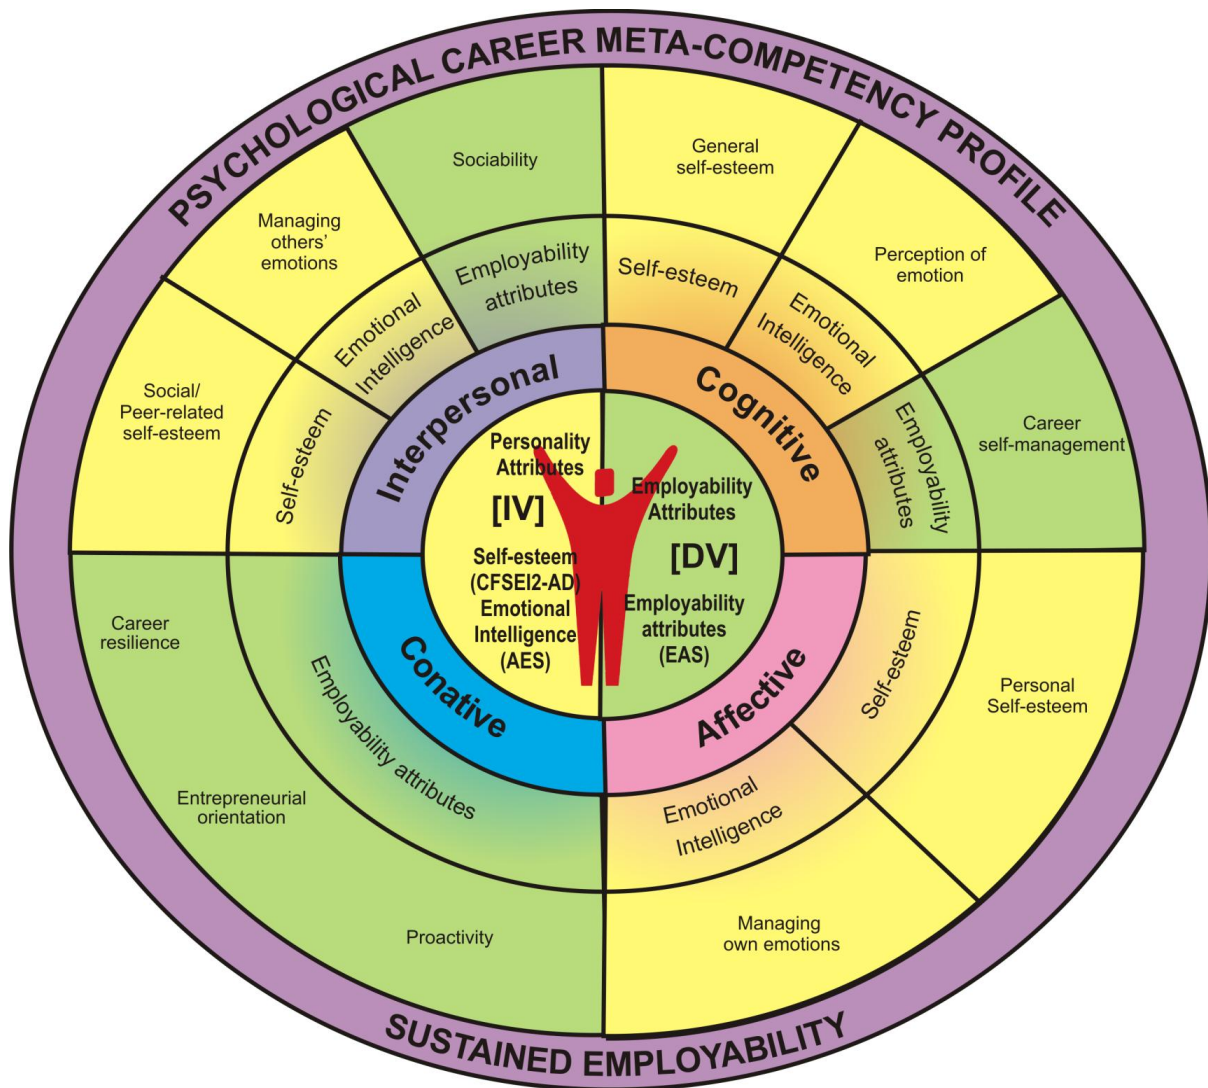 PSYCHOLOGICAL CAREER META-COMPETENCY PROFILE
Sociability
General
self-esteem
Managing
others'
emotions
Perception of
emotion
Employability
attributes
Self-esteem
Emotional
Intelligence
Emotional
Intelligence
Social/
Peer-related
self-esteem
Self-esteem
Employability
attributes
Career
self-management
Interpersonal
Cognitive
Personality
Attributes
[IV]
Self-esteem
(CFSEI2-AD)
Emotional
Intelligence
(AES)
Employability
Attributes
[DV]
Employability
attributes
(EAS)
Conative
Affective
Career
resilience
Employability attributes
Entrepreneurial
orientation
Proactivity
Self-esteem
Personal
Self-esteem
Emotional
Intelligence
Managing
own emotions
SUSTAINED EMPLOYABILITY